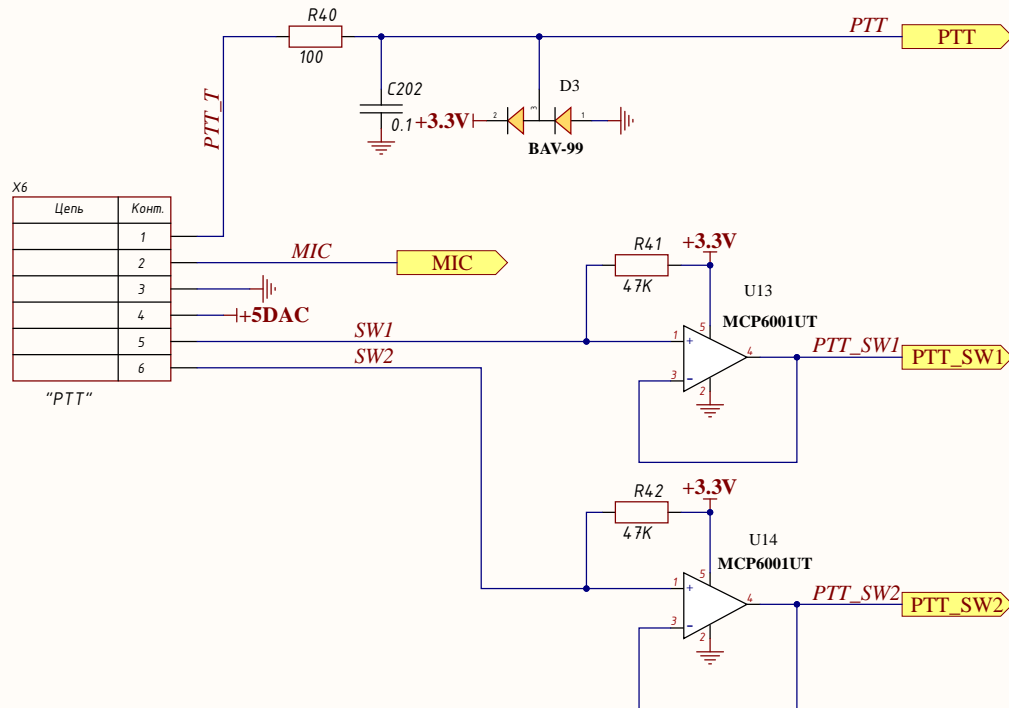 R40
100
PTT
PTT
C202
0.1
D3
+3.3V
2
3
1
BAV-99
PTT_T
X6
Цепь
Конт.
1
2
3
4
5
6
"PTT"
MIC
MIC
+5DAC
SW1
SW2
R41
47K
+3.3V
U13
MCP6001UT
5
1
+
3
-
2
4
PTT_SW1
PTT_SW1
R42
47K
+3.3V
U14
MCP6001UT
5
1
+
3
-
2
4
PTT_SW2
PTT_SW2